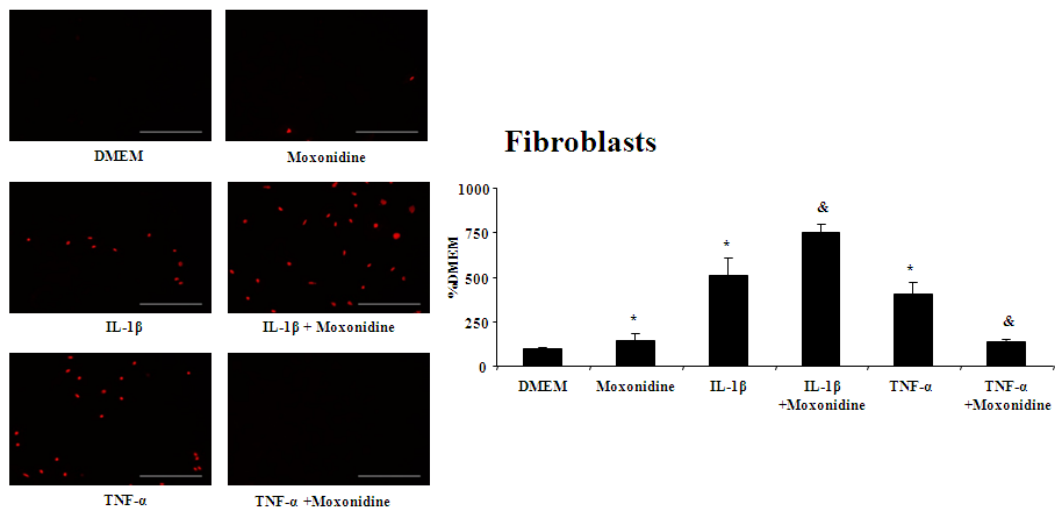 DMEM
Moxonidine
IL-1β
IL-1β + Moxonidine
TNF-α
TNF-α +Moxonidine
Fibroblasts
%DMEM
1000
750
500
250
0
*
*
&
*
&
DMEM
Moxonidine
IL-1β
IL-1β
+Moxonidine
TNF-α
TNF-α
+Moxonidine